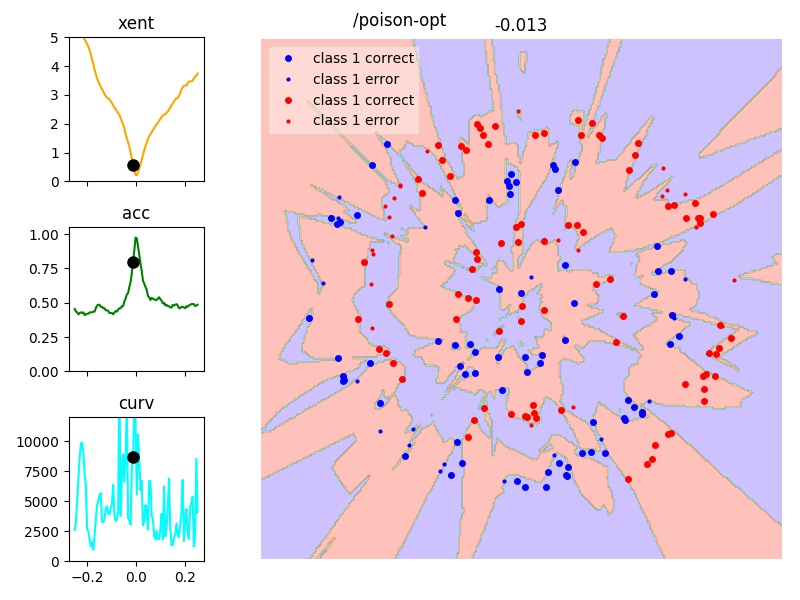 xent
5
4
3
2
1
0
acc
1.00
0.75
0.50
0.25
0.00
curv
10000
7500
5000
2500
0
−0.2 0.0 0.2
/poison-opt
-0.013
class 1 correct
class 1 error
class 1 correct
class 1 error